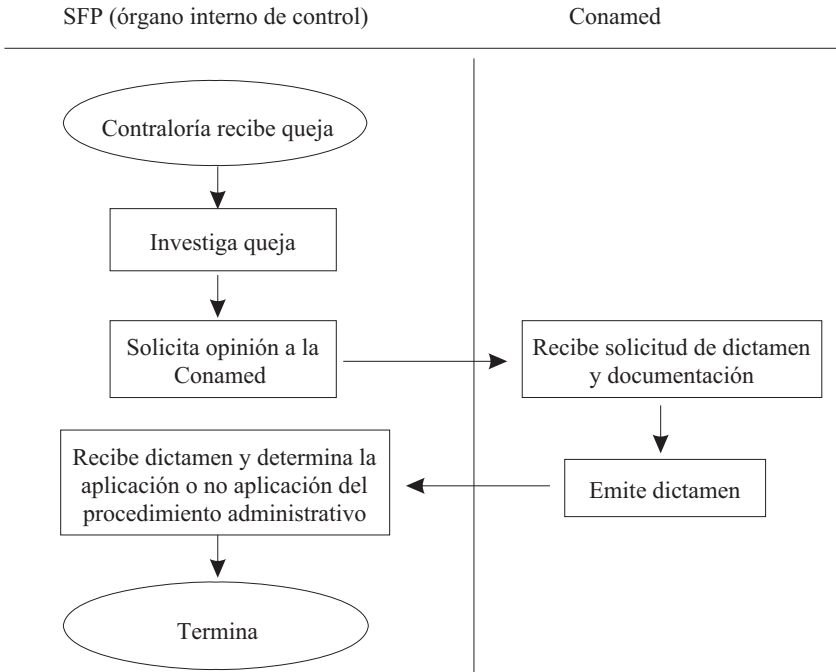 SFP (órgano interno de control)
Conamed
Contraloría recibe queja
Investiga queja
Solicita opinión a la
Conamed
Recibe solicitud de dictamen
y documentación
Emite dictamen
Recibe dictamen y determina la
aplicación o no aplicación del
procedimiento administrativo
Termina